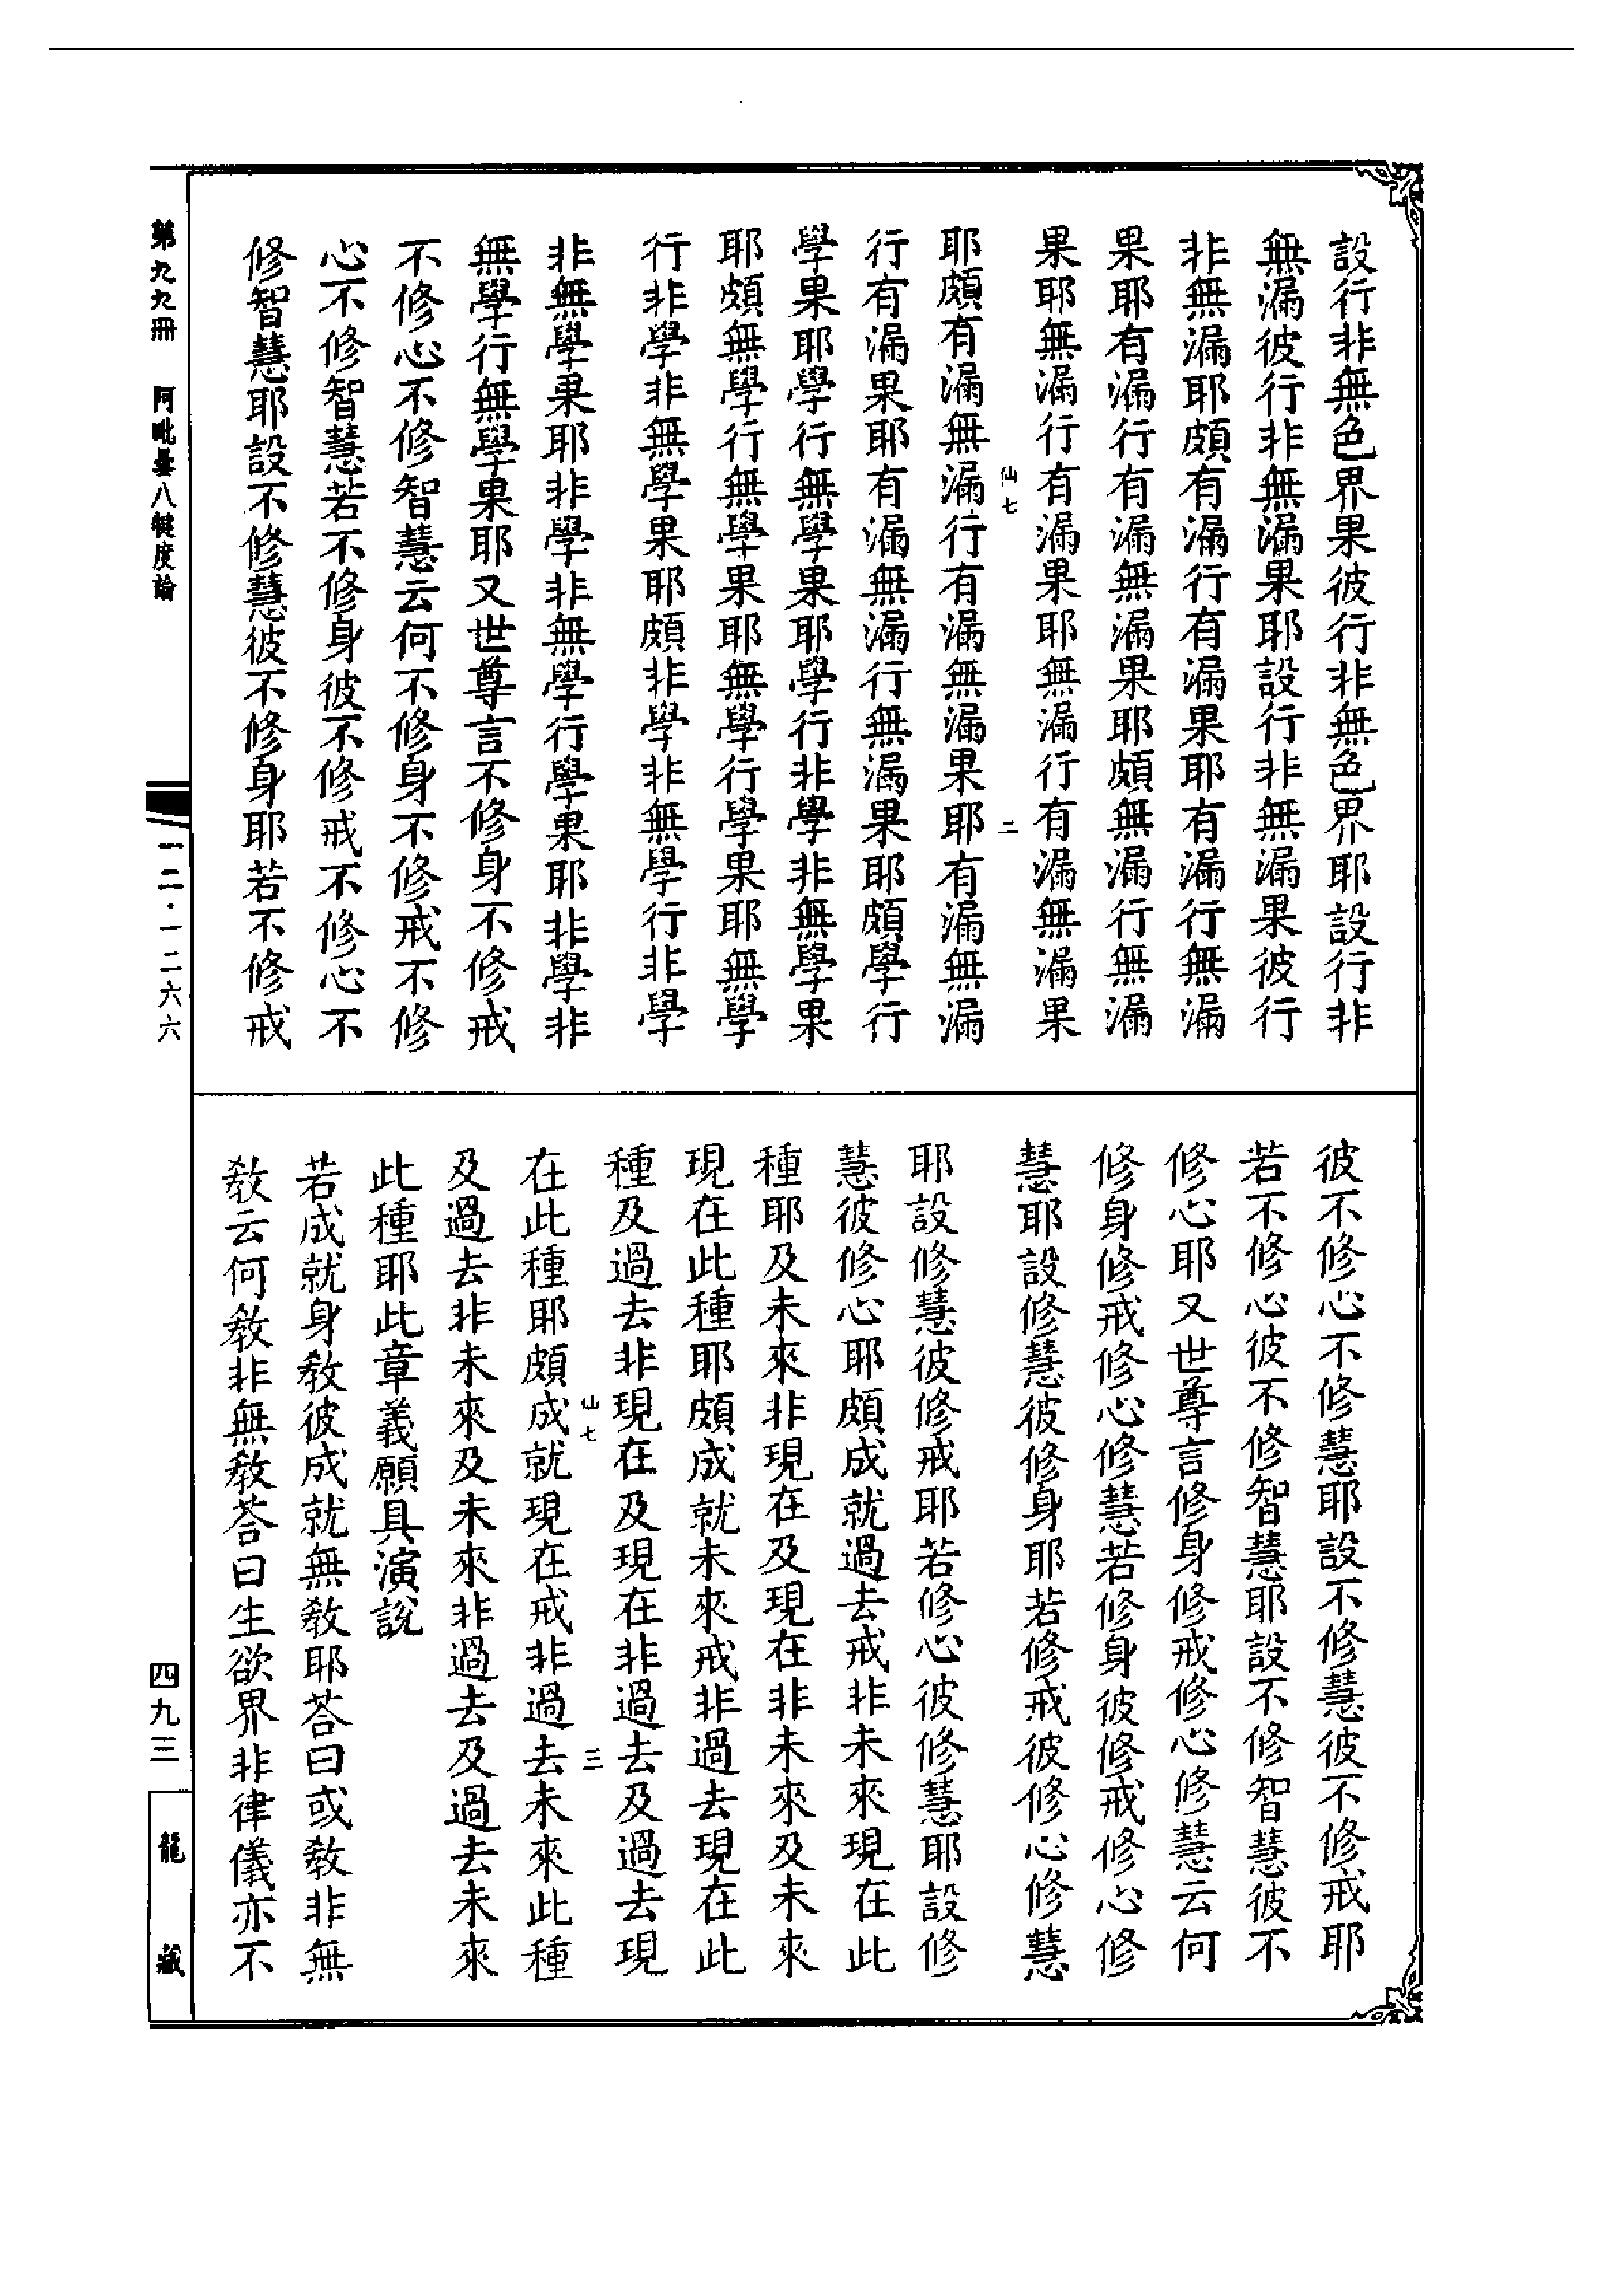 設行非無色界果彼行非無色界耶設行非
無漏彼行非無漏果耶設行非無漏果彼行
非無漏耶頗有漏行有漏果耶有漏行無漏
果耶有漏行有漏無漏果耶頗無漏行無漏
果耶無漏行有漏果耶無漏行有漏無漏果
仙七
二
耶頗有漏無漏行有漏無漏果耶有漏無漏
行有漏果耶有漏無漏行無漏果耶頗學行
學果耶學行無學果耶學行非學非無學果
耶頗無學行無學果耶無學行學果耶無學
行非學非無學果耶頗非學非無學行非學
非無學果耶非學非無學行學果耶非學非
無學行無學果耶又世尊言不修身不修戒
不修心不修智慧云何不修身不修戒不修
心不修智慧若不修身彼不修戒不修心不
修智慧耶設不修慧彼不修身耶若不修戒
彼不修心不修慧耶設不修慧彼不修戒耶
若不修心彼不修智慧耶設不修智慧彼不
修心耶又世尊言修身修戒修心修慧云何
修身修戒修心修慧若修身彼修戒修心修
慧耶設修慧彼修身耶若修戒彼修心修慧
耶設修慧彼修戒耶若修心彼修慧耶設修
慧彼修心耶頗成就過去戒非未來現在此
種耶及未來非現在及現在非未來及未來
現在此種耶頗成就未來戒非過去現在此
種及過去非現在及現在非過去及過去現
仙七
三
在此種耶頗成就現在戒非過去未來此種
及過去非未來及未來非過去及過去未來
此種耶此章義願具演說
若成就身教彼成就無教耶荅曰或教非無
教云何教非無教荅曰生欲界非律儀亦不
第九九冊 阿毗曇八犍度論
一二·一二六六
四九三
龍藏